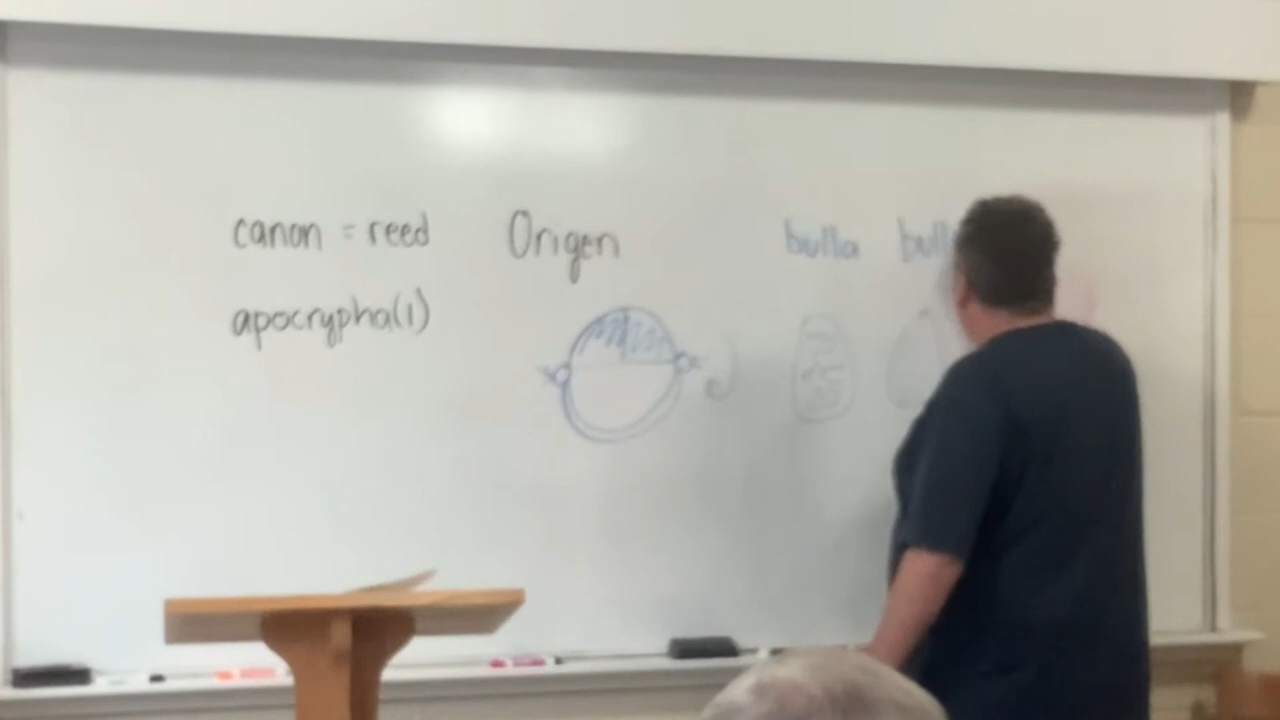 canon = reed
Origen
bulla
apocrypha(1)